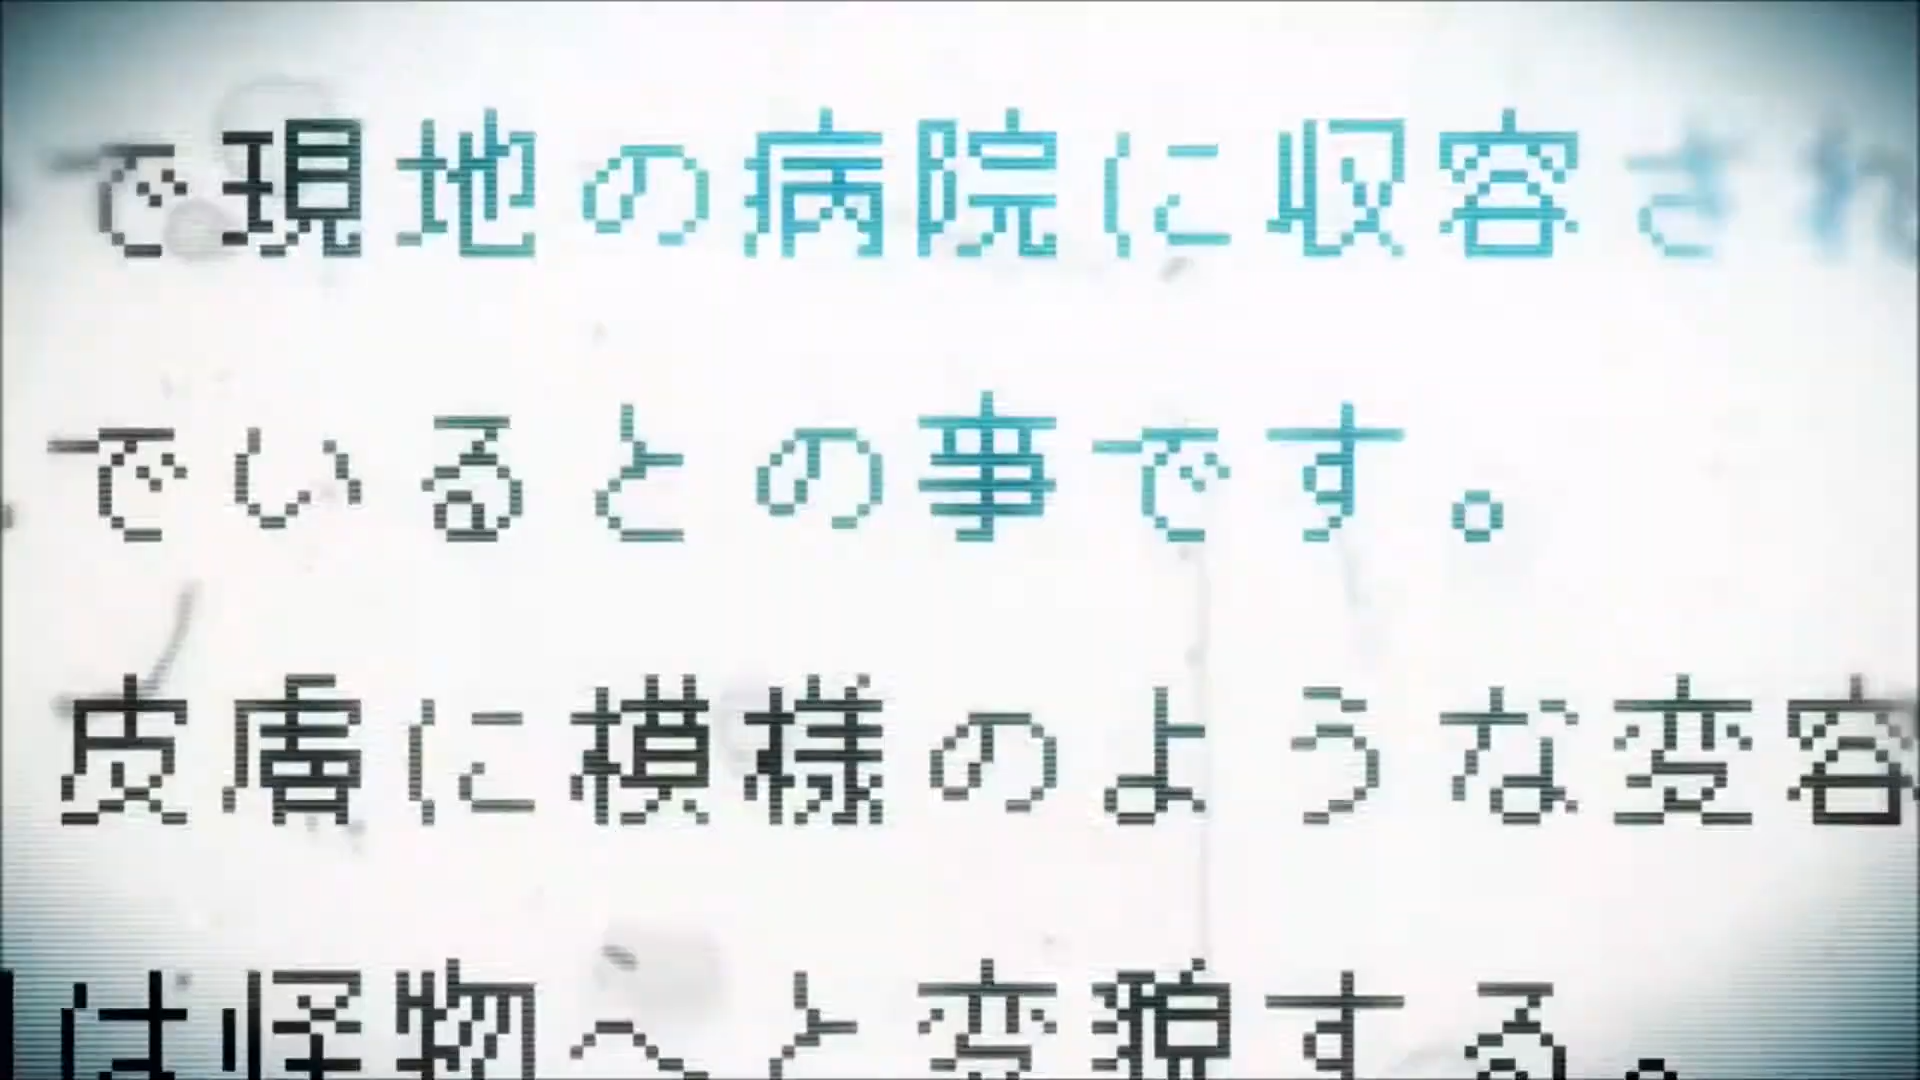 で現地の病院に収容され
でいるとの事です。
皮膚に模様のような変容
は怪物へと変貌する。